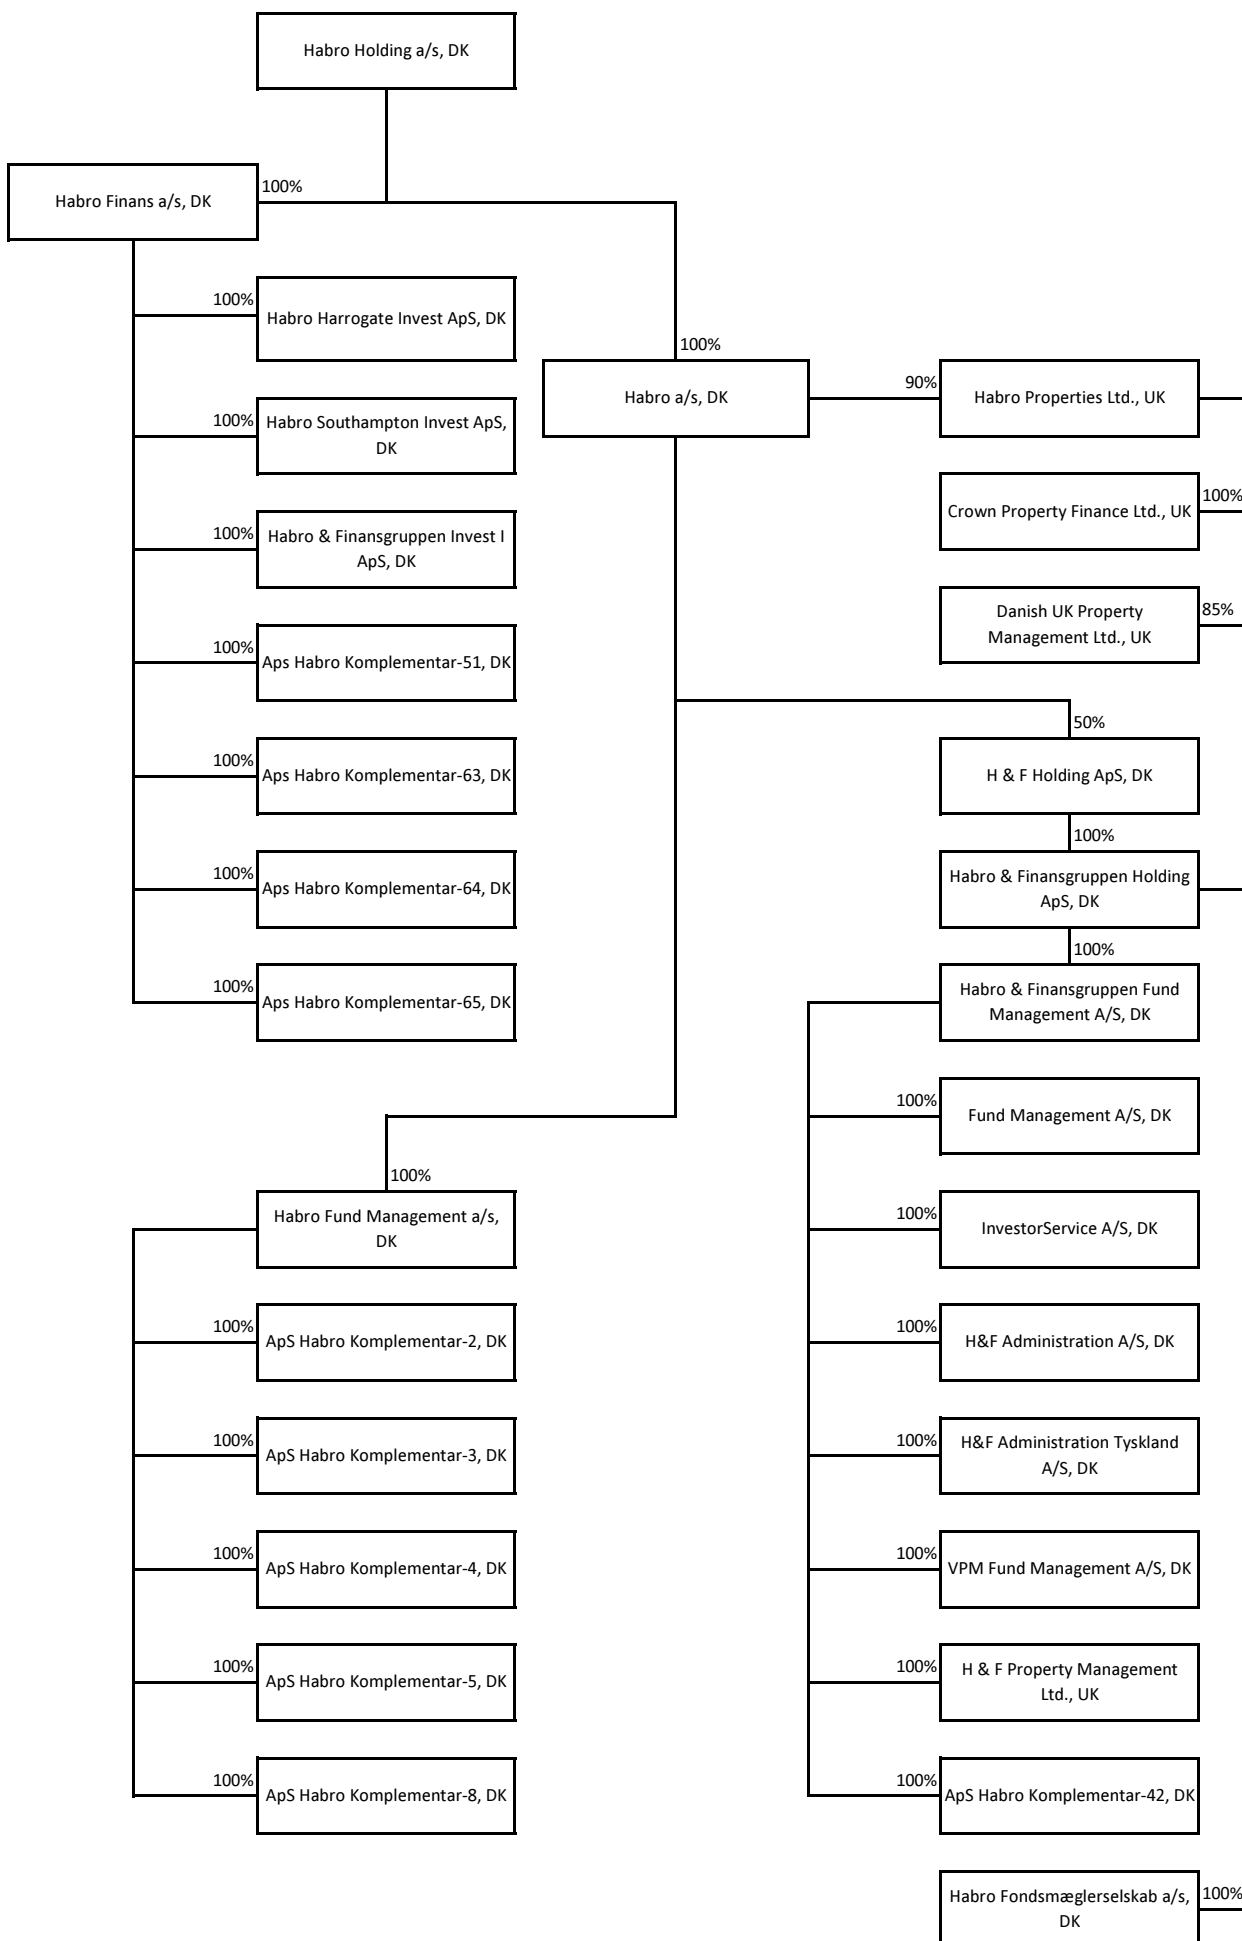 Habro Holding a/s, DK
Habro Finans a/s, DK
100%
100%
Habro Harrogate Invest ApS, DK
100%
Habro Southampton Invest ApS,
DK
100%
Habro & Finansgruppen Invest I
ApS, DK
100%
Aps Habro Komplementar-51, DK
100%
Aps Habro Komplementar-63, DK
100%
Aps Habro Komplementar-64, DK
100%
Aps Habro Komplementar-65, DK
100%
Habro a/s, DK
90%
Habro Properties Ltd., UK
Crown Property Finance Ltd., UK
100%
Danish UK Property
Management Ltd., UK
85%
50%
H & F Holding ApS, DK
100%
Habro & Finansgruppen Holding
ApS, DK
100%
Habro & Finansgruppen Fund
Management A/S, DK
100%
Fund Management A/S, DK
100%
InvestorService A/S, DK
100%
H&F Administration A/S, DK
100%
H&F Administration Tyskland
A/S, DK
100%
VPM Fund Management A/S, DK
100%
H & F Property Management
Ltd., UK
100%
ApS Habro Komplementar-42, DK
Habro Fondsmæglerselskab a/s,
DK
100%
100%
Habro Fund Management a/s,
DK
100%
ApS Habro Komplementar-2, DK
100%
ApS Habro Komplementar-3, DK
100%
ApS Habro Komplementar-4, DK
100%
ApS Habro Komplementar-5, DK
100%
ApS Habro Komplementar-8, DK